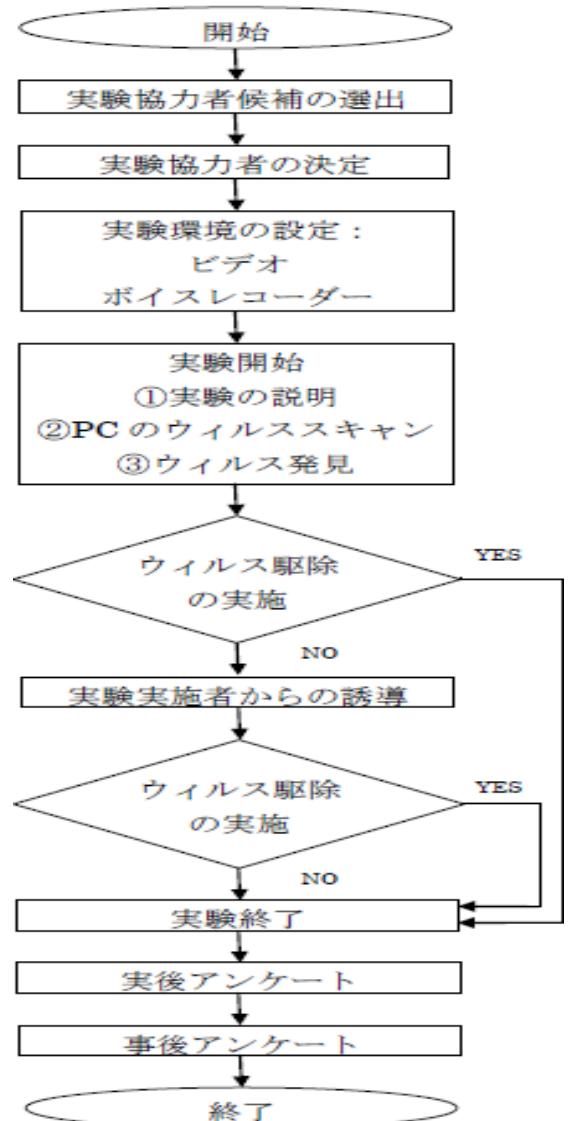 開始
実験協力者候補の選出
実験協力者の決定
実験環境の設定：
ビデオ
ボイスレコーダー
実験開始
①実験の説明
②PCのウィルススキャン
③ウィルス発見
ウィルス駆除
の実施
YES
NO
実験実施者からの誘導
ウィルス駆除
の実施
YES
NO
実験終了
実後アンケート
事後アンケート
終了